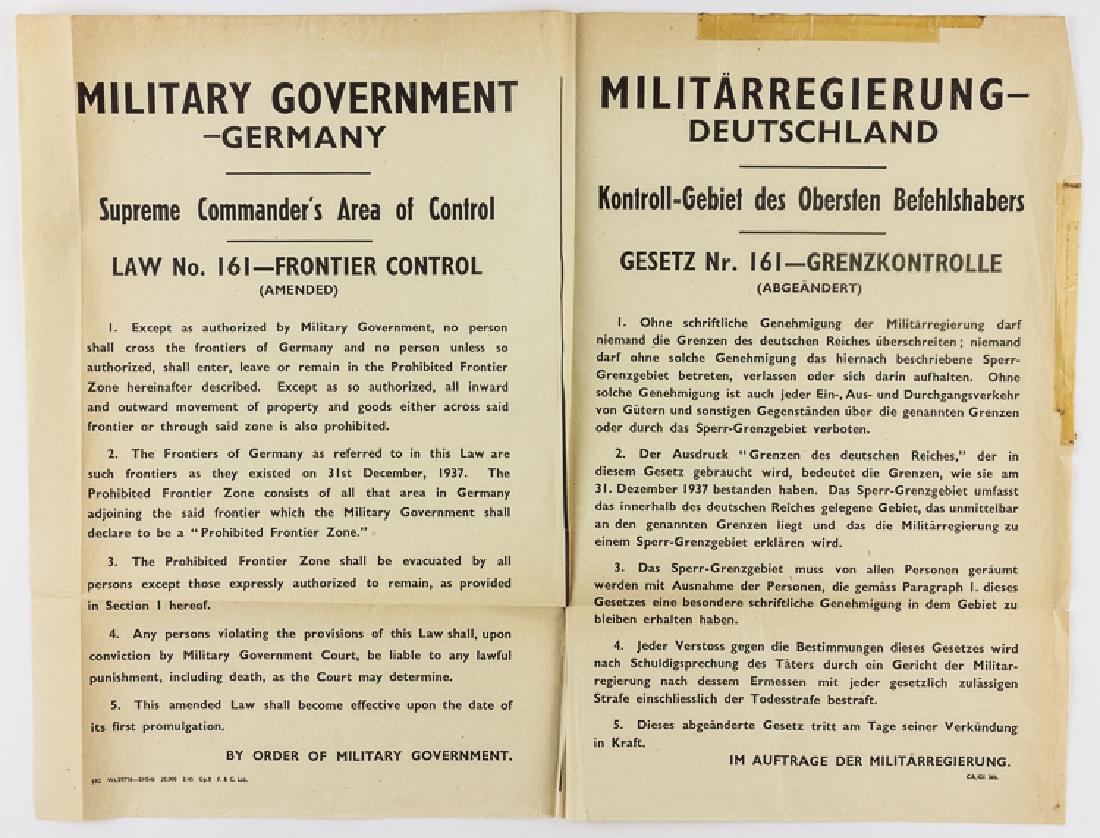 MILITARY GOVERNMENT
—GERMANY
Supreme Commander's Area of Control
LAW No. 161—FRONTIER CONTROL
(AMENDED)
1. Except as authorized by Military Government, no person
shall cross the frontiers of Germany and no person unless so
authorized, shall enter, leave or remain in the Prohibited Frontier
Zone hereinafter described. Except as so authorized, all inward
and outward movement of property and goods either across said
frontier or through said zone is also prohibited.
2. The Frontiers of Germany as referred to in this Law are
such frontiers as they existed on 31st December, 1937. The
Prohibited Frontier Zone consists of all that area in Germany
adjoining the said frontier which the Military Government shall
declare to be a “Prohibited Frontier Zone.”
3. The Prohibited Frontier Zone shall be evacuated by all
persons except those expressly authorized to remain, as provided
in Section 1 hereof.
4. Any persons violating the provisions of this Law shall, upon
conviction by Military Government Court, be liable to any lawful
punishment, including death, as the Court may determine.
5. This amended Law shall become effective upon the date of
its first promulgation.
BY ORDER OF MILITARY GOVERNMENT.
MILITÄRREGIERUNG—
DEUTSCHLAND
Kontroll-Gebiet des Obersten Befehlshabers
GESETZ Nr. 161—GRENZKONTROLLE
(ABGEÄNDERT)
1. Ohne schriftliche Genehmigung der Militärregierung darf
niemand die Grenzen des deutschen Reiches überschreiten; niemand
darf ohne solche Genehmigung das hiernach beschriebene Sperr-
Grenzgebiet betreten, verlassen oder sich darin aufhalten. Ohne
solche Genehmigung ist auch jeder Ein-, Aus- und Durchgangsverkehr
von Gütern und sonstigen Gegenständen über die genannten Grenzen
oder durch das Sperr-Grenzgebiet verboten.
2. Der Ausdruck “Grenzen des deutschen Reiches,” der in
diesem Gesetz gebraucht wird, bedeutet die Grenzen, wie sie am
31. Dezember 1937 bestanden haben. Das Sperr-Grenzgebiet umfasst
das innerhalb des deutschen Reiches gelegene Gebiet, das unmittelbar
an den genannten Grenzen liegt und das die Militärregierung zu
einem Sperr-Grenzgebiet erklären wird.
3. Das Sperr-Grenzgebiet muss von allen Personen geräumt
werden mit Ausnahme der Personen, die gemäss Paragraph 1. dieses
Gesetzes eine besondere schriftliche Genehmigung in dem Gebiet zu
bleiben erhalten haben.
4. Jeder Verstoss gegen die Bestimmungen dieses Gesetzes wird
nach Schuldigsprechung des Täters durch ein Gericht der Militar-
regierung nach dessem Ermessen mit jeder gesetzlich zulässigen
Strafe einschliesslich der Todesstrafe bestraft.
5. Dieses abgeänderte Gesetz tritt am Tage seiner Verkündung
in Kraft.
IM AUFTRAGE DER MILITÄRREGIERUNG.